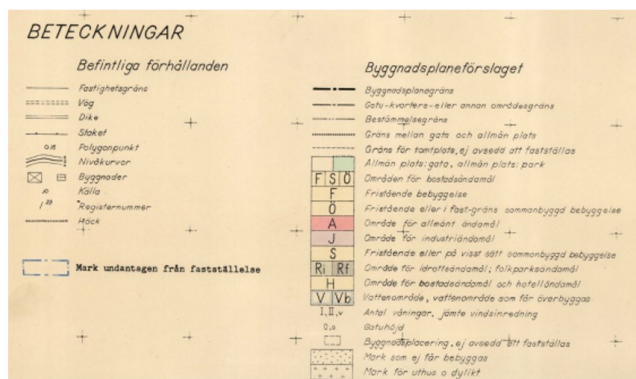 BETECKNINGAR
Befintliga förhållanden
Fastighetsgräns
Väg
Dike
Staket
Polygonpunkt
Nivåkurvor
Byggnader
Källa
Registernummer
Häck
Mark undantagen från fastställelse
Byggnadsplaneförslaget
Byggnadsplanegräns
Gatu-kvarters-eller annan områdesgräns
Bestämmelsegräns
Gräns mellan gata och allmän plats
Gräns för tomtplats, ej avsedd att fastställas
Allmän plats: gata, allmän plats: park
F S Ö Områden för bostadsändamål
F Fristående bebyggelse
Ö Fristående eller i fast-gräns sammanbyggd bebyggelse
A Område för allmänt ändamål
J Område för industriändamål
S Fristående eller på visst sätt sammanbyggd bebyggelse
Ri Rf Område för idrottsändamål; folkparksändamål
H Område för bostadsändamål och hotelländamål
V Vb Vattenområde, vattenområde som får överbyggas
I, II, v Antal våningar, jämte vindsinredning
0,0 Gatuhöjd
Byggnadsplacering, ej avsedd att fastställas
Mark som ej får bebyggas
Mark för uthus o dylikt